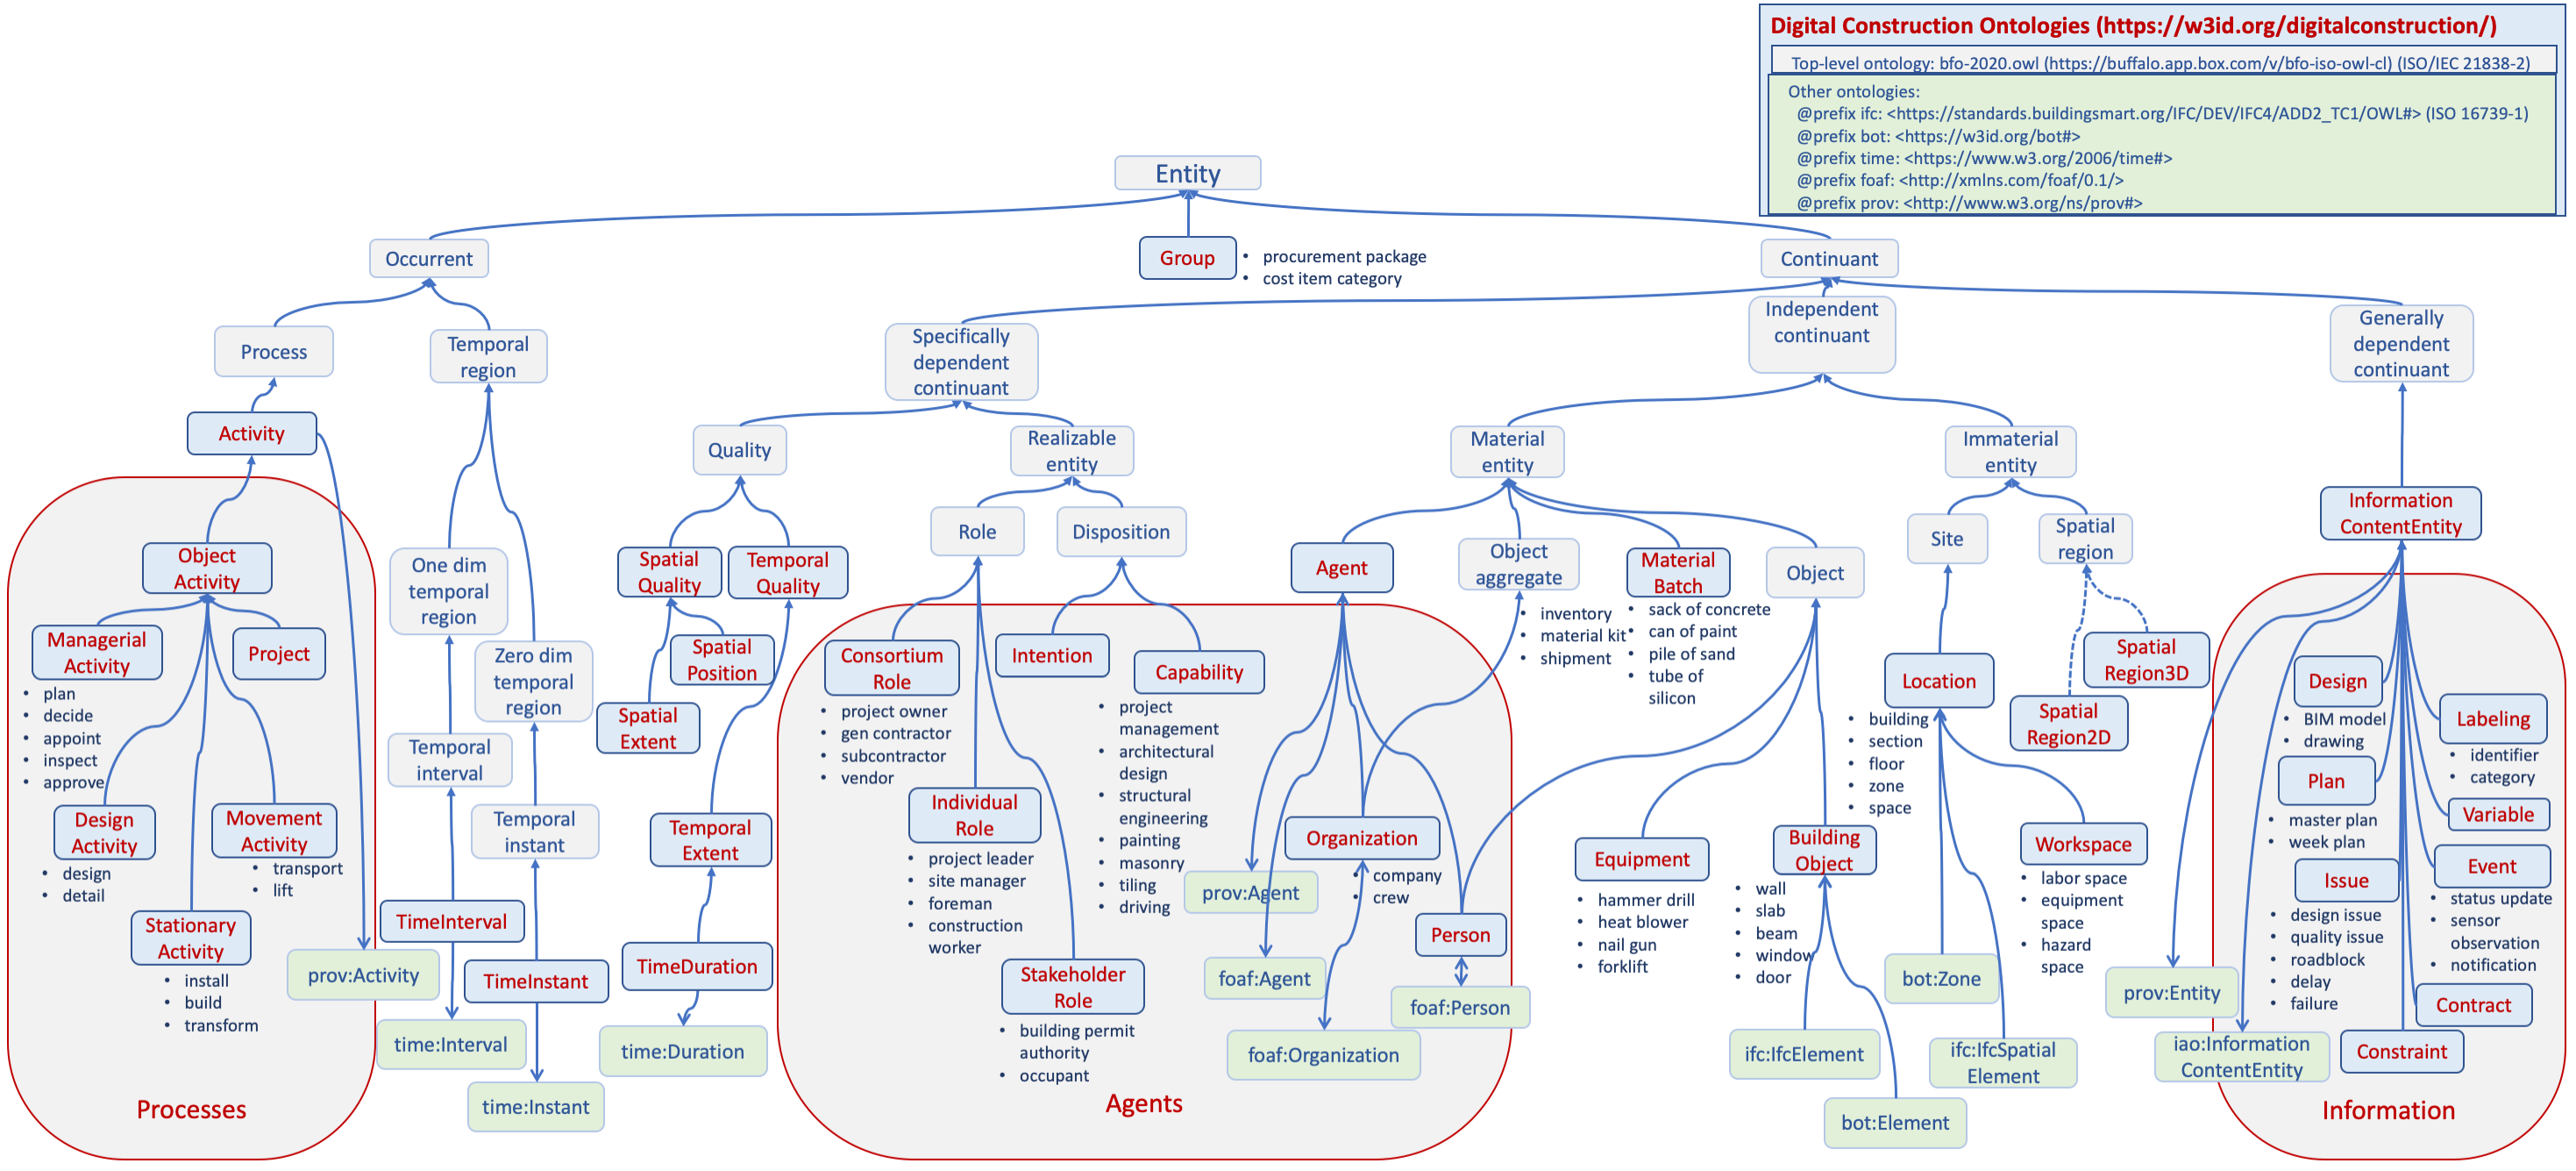 Digital Construction Ontologies (https://w3id.org/digitalconstruction/)
Top-level ontology: bfo-2020.owl (https://buffalo.app.box.com/v/bfo-iso-owl-cl) (ISO/IEC 21838-2)
Other ontologies:
@prefix ifc: <https://standards.buildingsmart.org/IFC/DEV/IFC4/ADD2_TC1/OWL#> (ISO 16739-1)
@prefix bot: <https://w3id.org/bot#>
@prefix time: <https://www.w3.org/2006/time#>
@prefix foaf: <http://xmlns.com/foaf/0.1/>
@prefix prov: <http://www.w3.org/ns/prov#>
Entity
Occurrent
Group
• procurement package
• cost item category
Continuant
Process
Temporal
region
Specifically
dependent
continuant
Independent
continuant
Generally
dependent
continuant
Activity
Quality
Realizable
entity
Material
entity
Immaterial
entity
Information
ContentEntity
Object
Activity
Managerial
Activity
• plan
• decide
• appoint
• inspect
• approve
Project
Design
Activity
• design
• detail
Movement
Activity
• transport
• lift
Stationary
Activity
• install
• build
• transform
prov:Activity
Processes
One dim
temporal
region
Zero dim
temporal
region
Temporal
interval
Temporal
instant
TimeInterval
TimeInstant
time:Interval
time:Instant
Spatial
Quality
Temporal
Quality
Spatial
Position
Spatial
Extent
Temporal
Extent
TimeDuration
time:Duration
Role
Disposition
Consortium
Role
• project owner
• gen contractor
• subcontractor
• vendor
Intention
Capability
• project
management
• architectural
design
• structural
engineering
• painting
• masonry
• tiling
• driving
Individual
Role
• project leader
• site manager
• foreman
• construction
worker
Stakeholder
Role
• building permit
authority
• occupant
Agent
Object
aggregate
• inventory
• material kit
• shipment
Material
Batch
• sack of concrete
• can of paint
• pile of sand
• tube of
silicon
Object
Organization
• company
• crew
prov:Agent
foaf:Agent
Person
foaf:Person
foaf:Organization
Agents
Equipment
• hammer drill
• heat blower
• nail gun
• forklift
Building
Object
• wall
• slab
• beam
• window
• door
ifc:IfcElement
bot:Element
Site
Spatial
region
Location
• building
• section
• floor
• zone
• space
Spatial
Region3D
Spatial
Region2D
Workspace
• labor space
• equipment
space
• hazard
space
bot:Zone
ifc:IfcSpatial
Element
Design
• BIM model
• drawing
Labeling
• identifier
• category
Plan
• master plan
• week plan
Variable
Issue
• design issue
• quality issue
• roadblock
• delay
• failure
Event
• status update
• sensor
observation
• notification
Contract
Constraint
prov:Entity
iao:Information
ContentEntity
Information